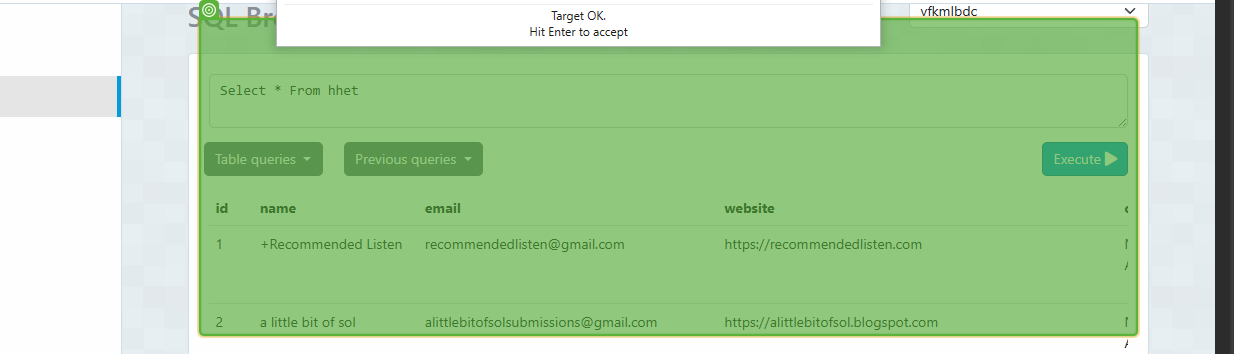 SQL Br
vfkmlbdc
Target OK.
Hit Enter to accept
Select * From hhet
Table queries
Previous queries
Execute
id name email website
1 +Recommended Listen recommendedlisten@gmail.com https://recommendedlisten.com
2 a little bit of sol alittlebitofsolsubmissions@gmail.com https://alittlebitofsol.blogspot.com